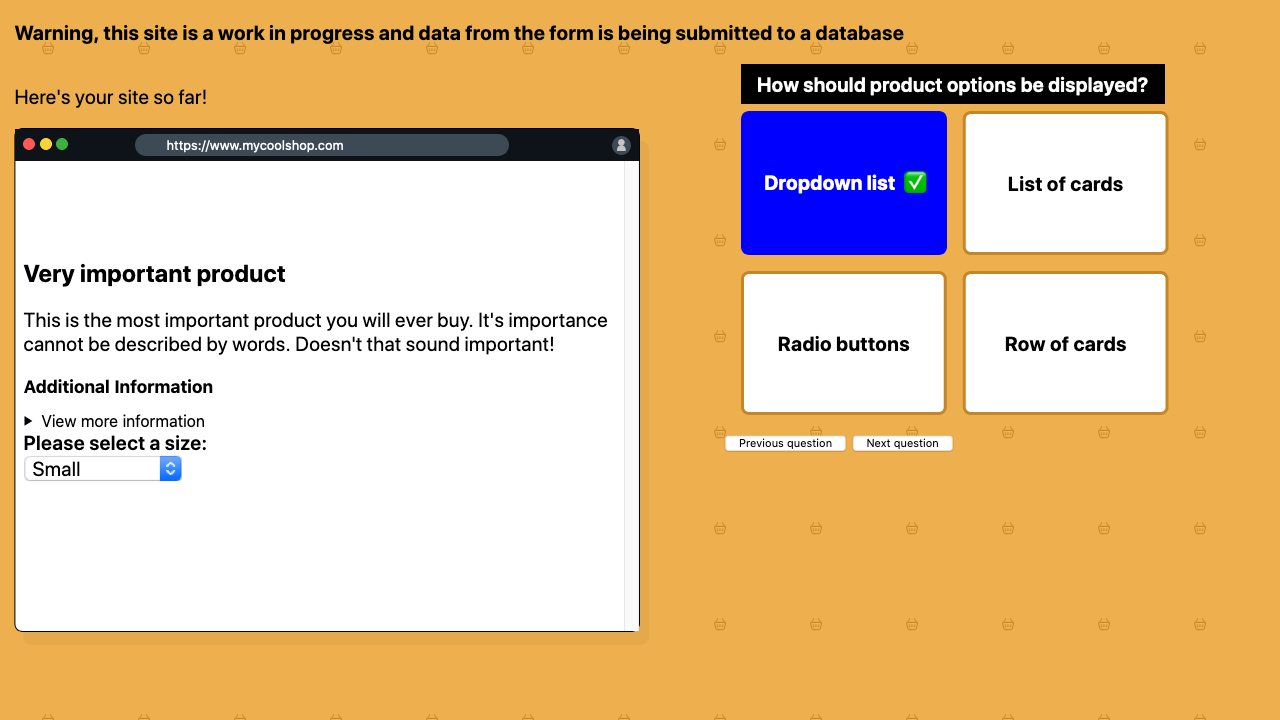 Warning, this site is a work in progress and data from the form is being submitted to a database
Here's your site so far!
https://www.mycoolshop.com
Very important product
This is the most important product you will ever buy. It's importance
cannot be described by words. Doesn't that sound important!
Additional Information
View more information
Please select a size:
Small
How should product options be displayed?
Dropdown list ✅
List of cards
Radio buttons
Row of cards
Previous question
Next question